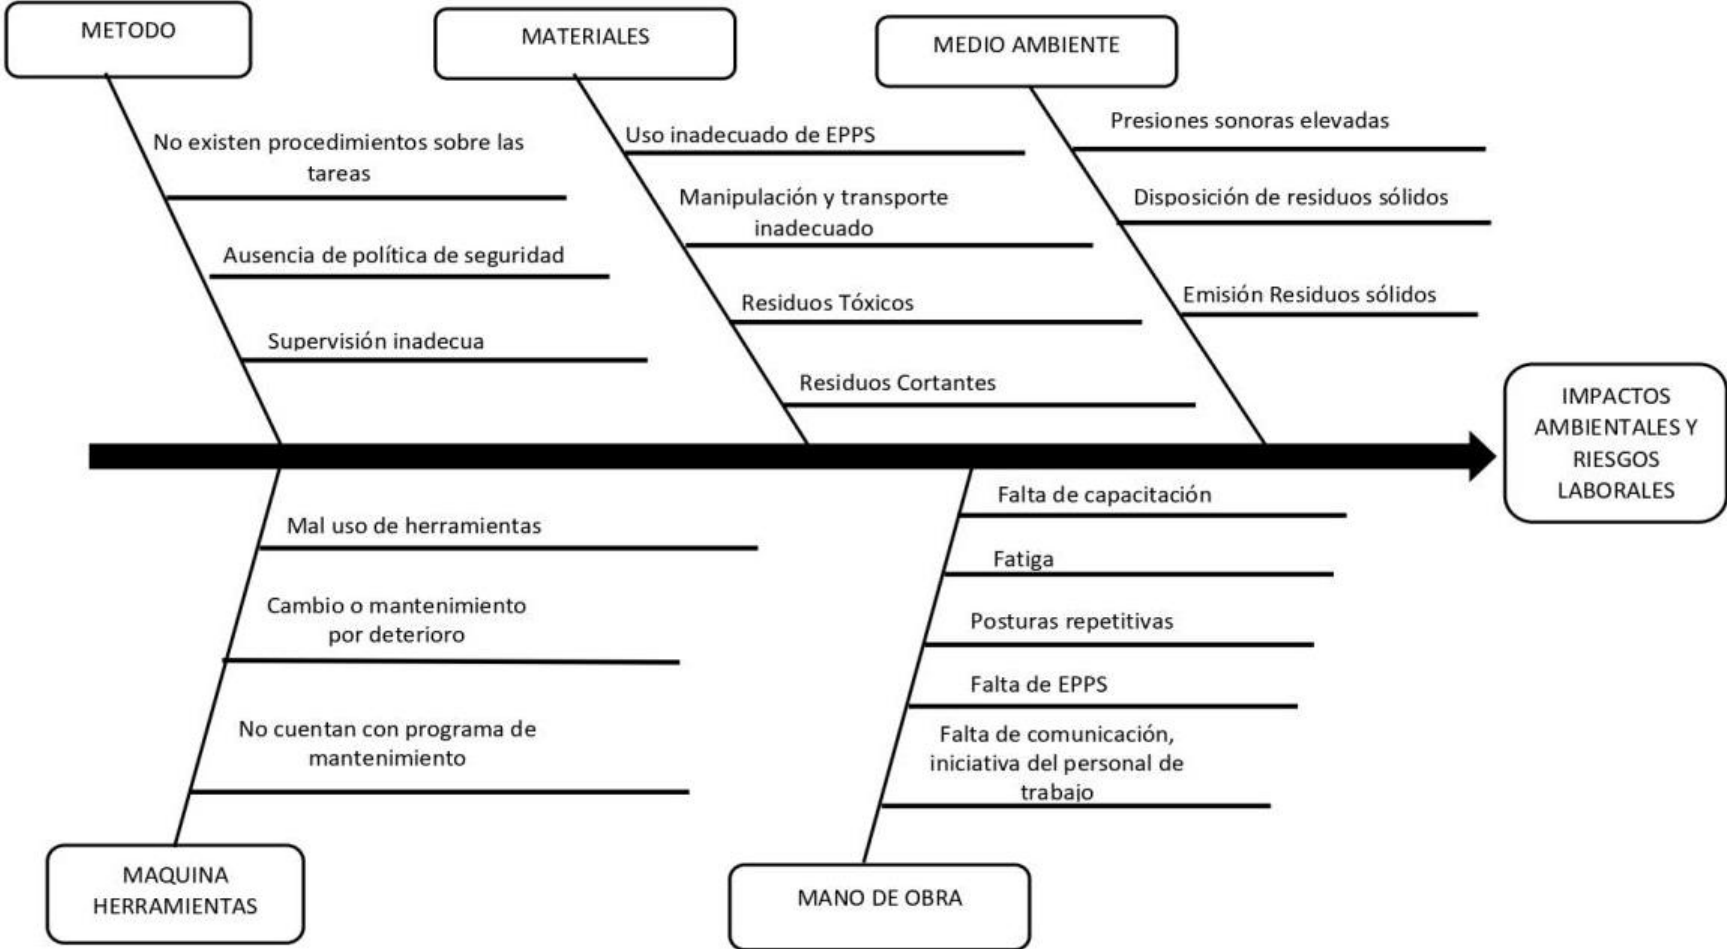 METODO
No existen procedimientos sobre las
tareas
Ausencia de política de seguridad
Supervisión inadecua
MATERIALES
Uso inadecuado de EPPS
Manipulación y transporte
inadecuado
Residuos Tóxicos
Residuos Cortantes
MEDIO AMBIENTE
Presiones sonoras elevadas
Disposición de residuos sólidos
Emisión Residuos sólidos
IMPACTOS
AMBIENTALES Y
RIESGOS
LABORALES
Mal uso de herramientas
Cambio o mantenimiento
por deterioro
No cuentan con programa de
mantenimiento
MAQUINA
HERRAMIENTAS
Falta de capacitación
Fatiga
Posturas repetitivas
Falta de EPPS
Falta de comunicación,
iniciativa del personal de
trabajo
MANO DE OBRA